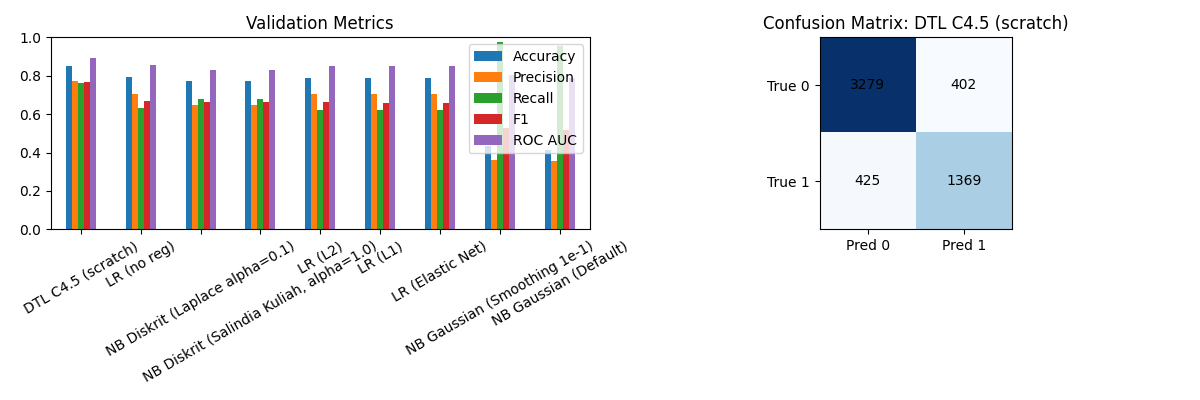 Validation Metrics
1.0
0.8
0.6
0.4
0.2
0.0
Accuracy
Precision
Recall
F1
ROC AUC
DTL C4.5 (scratch)
LR (no reg)
NB Diskrit (Laplace alpha=0.1)
NB Diskrit (Salindia Kuliah, alpha=1.0)
LR (L2)
LR (L1)
LR (Elastic Net)
NB Gaussian (Smoothing 1e-1)
NB Gaussian (Default)
Confusion Matrix: DTL C4.5 (scratch)
True 0
3279
402
True 1
425
1369
Pred 0
Pred 1